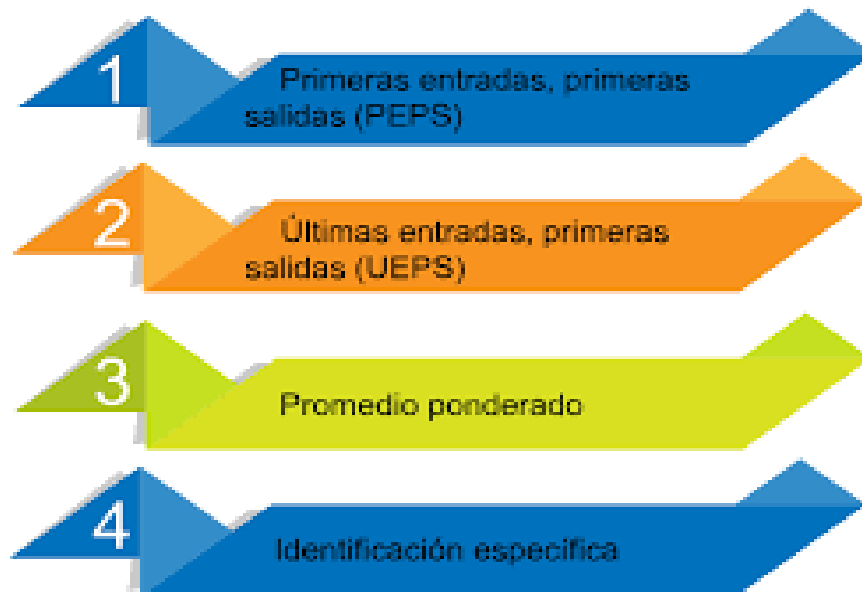 1
Primeras entradas, primeras
salidas (PEPS)
2
Últimas entradas, primeras
salidas (UEPS)
3
Promedio ponderado
4
Identificación específica